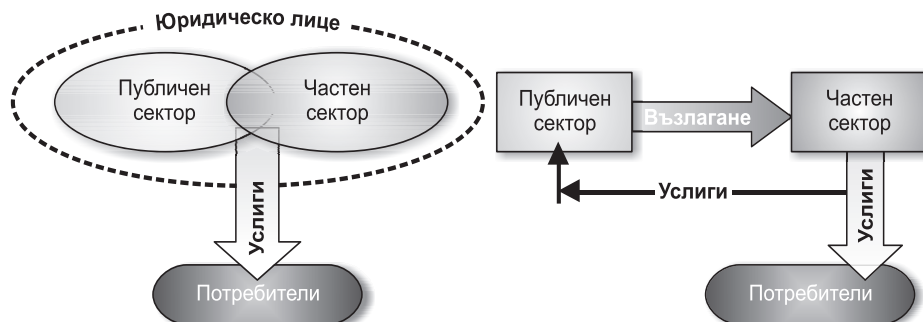 Юридическо лице
Публичен
сектор
Частен
сектор
Услиги
Потребители
Публичен
сектор
Възлагане
Частен
сектор
Услиги
Услиги
Потребители